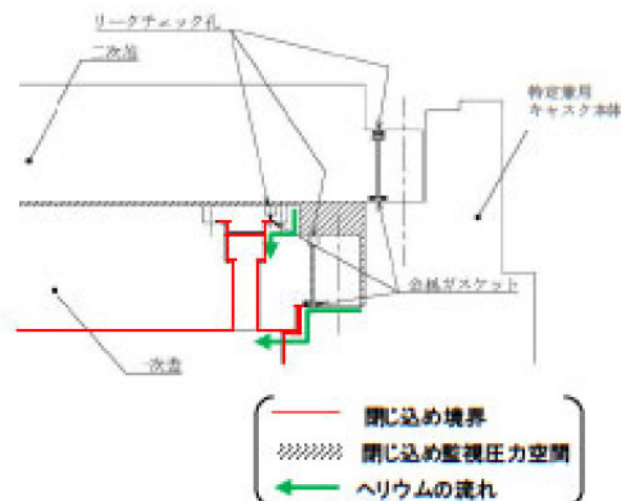 リークチェック孔
二次蓋
特定兼用
キャスク本体
金属ガスケット
一次蓋
閉じ込め境界
閉じ込め監視圧力空間
ヘリウムの流れ